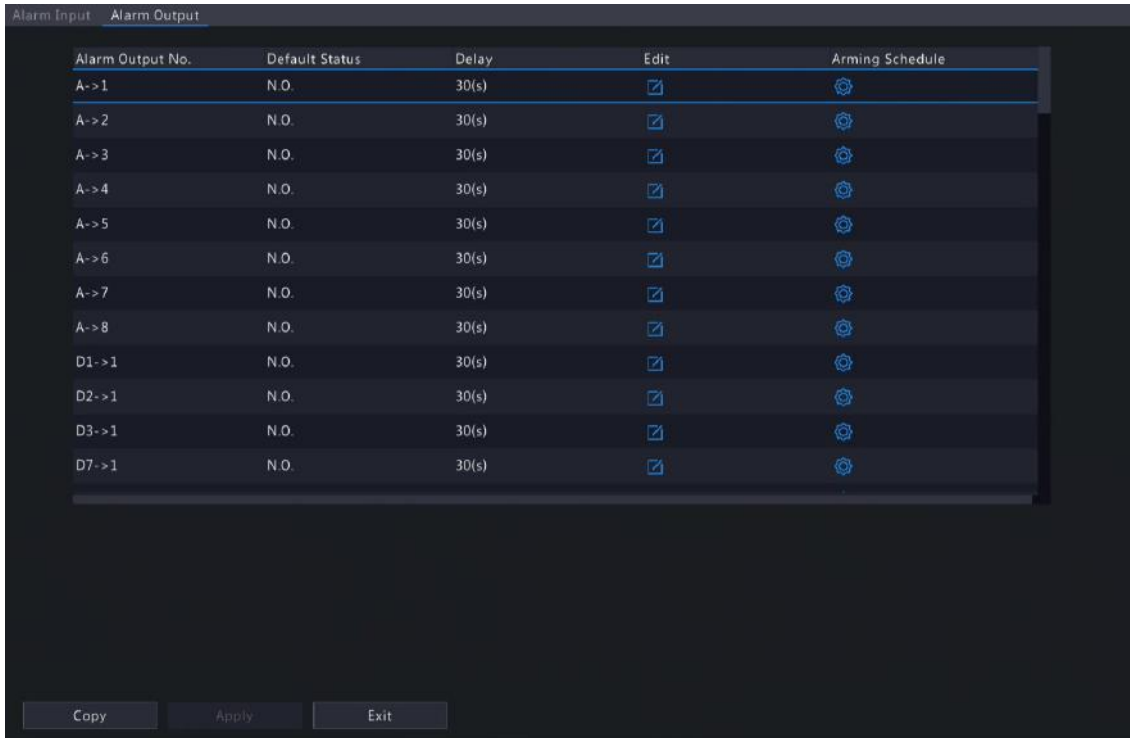 Alarm Input Alarm Output
Alarm Output No. Default Status Delay Edit Arming Schedule
A->1 N.O. 30(s)
A->2 N.O. 30(s)
A->3 N.O. 30(s)
A->4 N.O. 30(s)
A->5 N.O. 30(s)
A->6 N.O. 30(s)
A->7 N.O. 30(s)
A->8 N.O. 30(s)
D1->1 N.O. 30(s)
D2->1 N.O. 30(s)
D3->1 N.O. 30(s)
D7->1 N.O. 30(s)
Copy Apply Exit